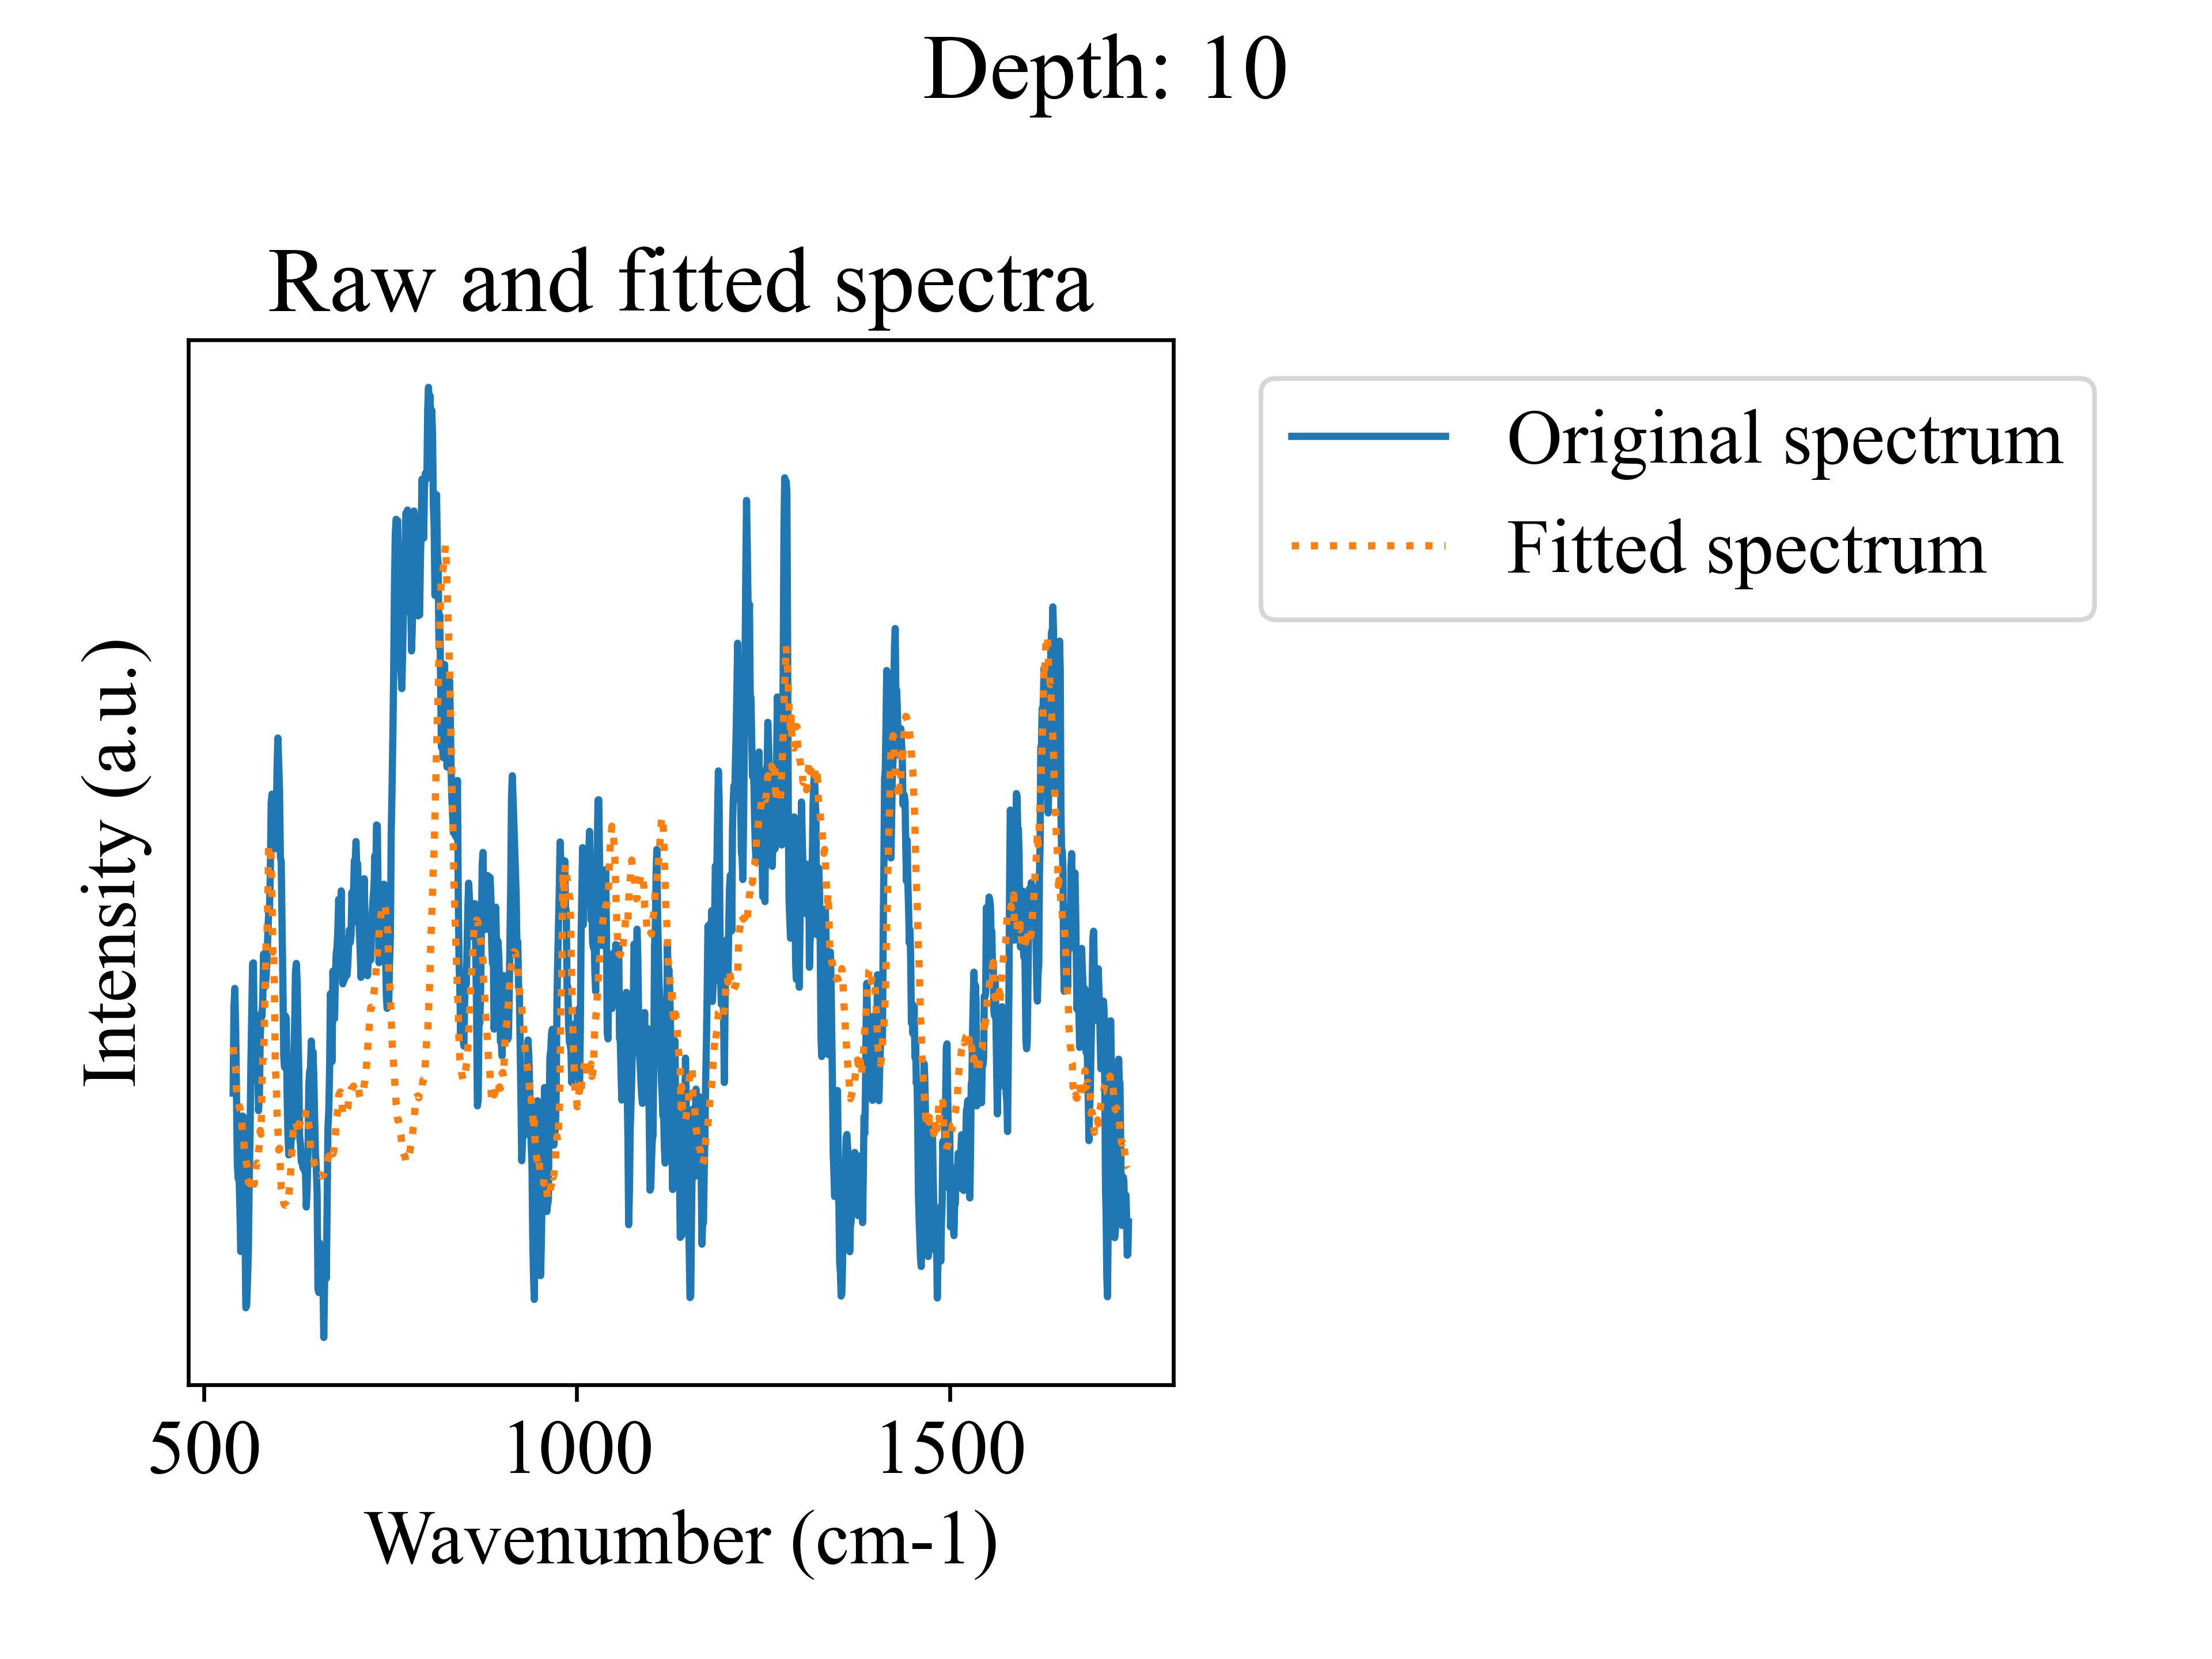 Depth: 10
Raw and fitted spectra
Original spectrum
Fitted spectrum
Intensity (a.u.)
500 1000 1500
Wavenumber (cm-1)